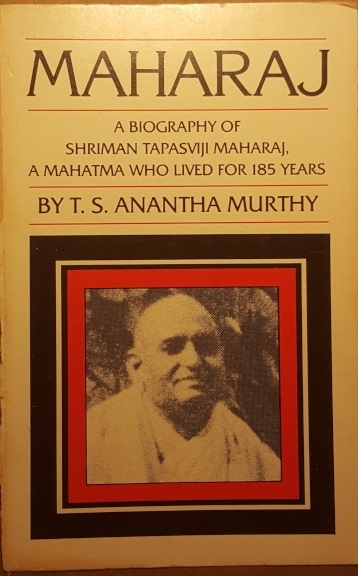 MAHARAJ
A BIOGRAPHY OF
SHRIMAN TAPASVIJI MAHARAJ,
A MAHATMA WHO LIVED FOR 185 YEARS
BY T. S. ANANTHA MURTHY